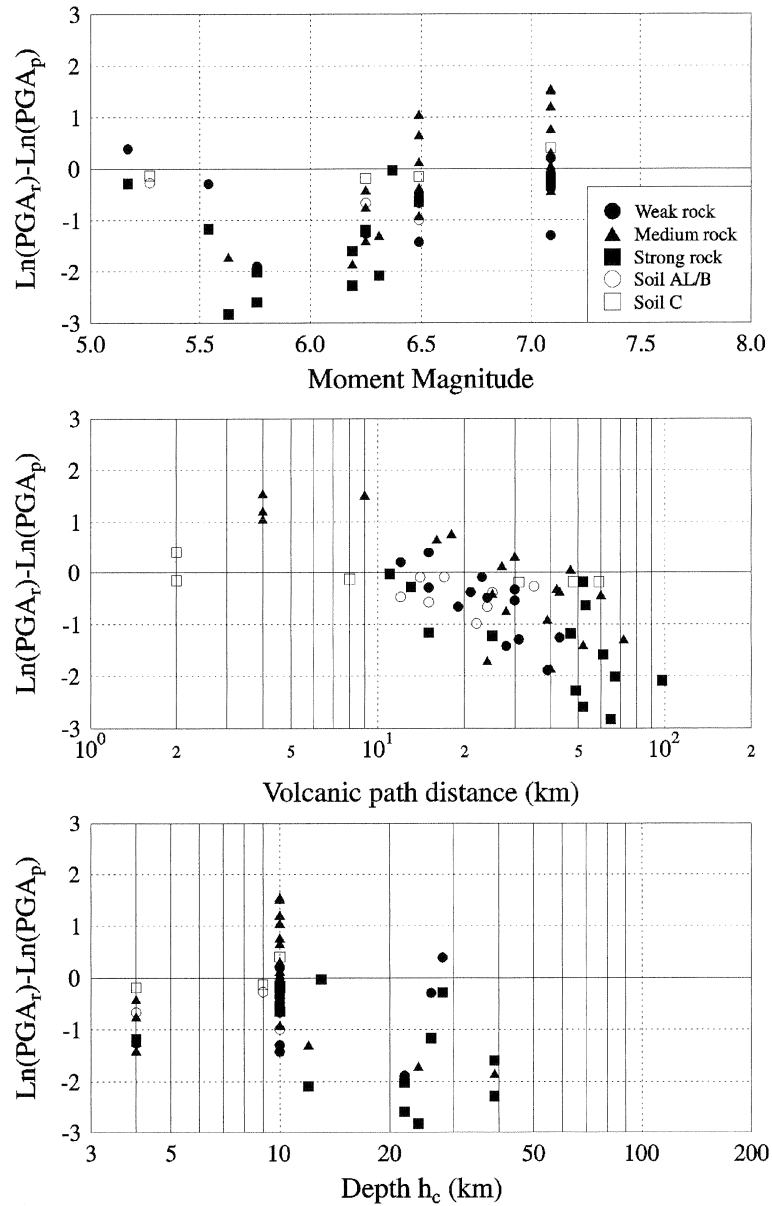 3
2
1
0
-1
-2
-3
Ln(PGAr)-Ln(PGAp)
Weak rock
Medium rock
Strong rock
Soil AL/B
Soil C
5.0 5.5 6.0 6.5 7.0 7.5 8.0
Moment Magnitude
3
2
1
0
-1
-2
-3
Ln(PGAr)-Ln(PGAp)
10^0 2 5 10^1 2 5 10^2 2
Volcanic path distance (km)
3
2
1
0
-1
-2
-3
Ln(PGAr)-Ln(PGAp)
3 5 10 20 50 100 200
Depth hc (km)